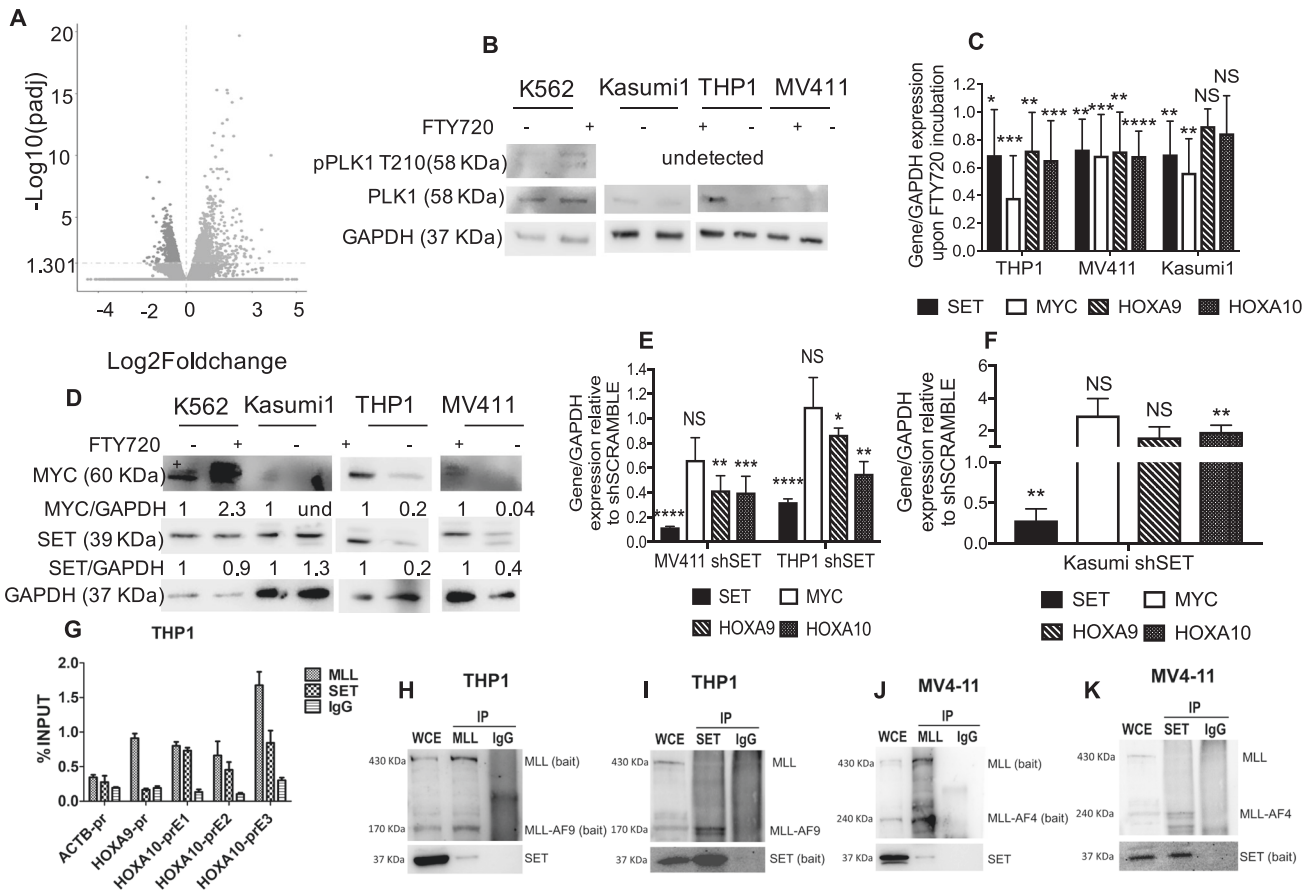 A
-Log10(padj)
20
15
10
5
1.301
-4 -2 0 2 4 5
Log2Foldchange
B
K562 Kasumi1 THP1 MV411
FTY720 - + - + - + -
pPLK1 T210(58 KDa) undetected
PLK1 (58 KDa)
GAPDH (37 KDa)
C
Gene/GAPDH expression
upon FTY720 incubation
1.2
1.0
0.8
0.6
0.4
0.2
0.0
* *** ** *** ** *** ** **** ** ** NS NS
THP1 MV411 Kasumi1
SET MYC HOXA9 HOXA10
D
K562 Kasumi1 THP1 MV411
FTY720 - + - + - + -
MYC (60 KDa) +
MYC/GAPDH 1 2.3 1 und 1 0.2 1 0.04
SET (39 KDa)
SET/GAPDH 1 0.9 1 1.3 1 0.2 1 0.4
GAPDH (37 KDa)
E
Gene/GAPDH
expression relative
to shSCRAMBLE
1.4
1.2
1.0
0.8
0.6
0.4
0.2
0.0
**** NS ** *** **** NS * **
MV411 shSET THP1 shSET
SET MYC
HOXA9 HOXA10
F
Gene/GAPDH
expression relative
to shSCRAMBLE
6
4
2
1.0
0.5
0.0
** NS NS **
Kasumi shSET
SET MYC
HOXA9 HOXA10
G
THP1
%INPUT
2.0
1.5
1.0
0.5
0.0
MLL
SET
IgG
ACTB-pr HOXA9-pr HOXA10-prE1 HOXA10-prE2 HOXA10-prE3
H THP1
IP
WCE MLL IgG
430 KDa MLL (bait)
170 KDa MLL-AF9 (bait)
37 KDa SET
I THP1
IP
WCE SET IgG
430 KDa MLL
170 KDa MLL-AF9
37 KDa SET (bait)
J MV4-11
IP
WCE MLL IgG
430 KDa MLL (bait)
240 KDa MLL-AF4 (bait)
37 KDa SET
K MV4-11
IP
WCE SET IgG
430 KDa MLL
240 KDa MLL-AF4
37 KDa SET (bait)